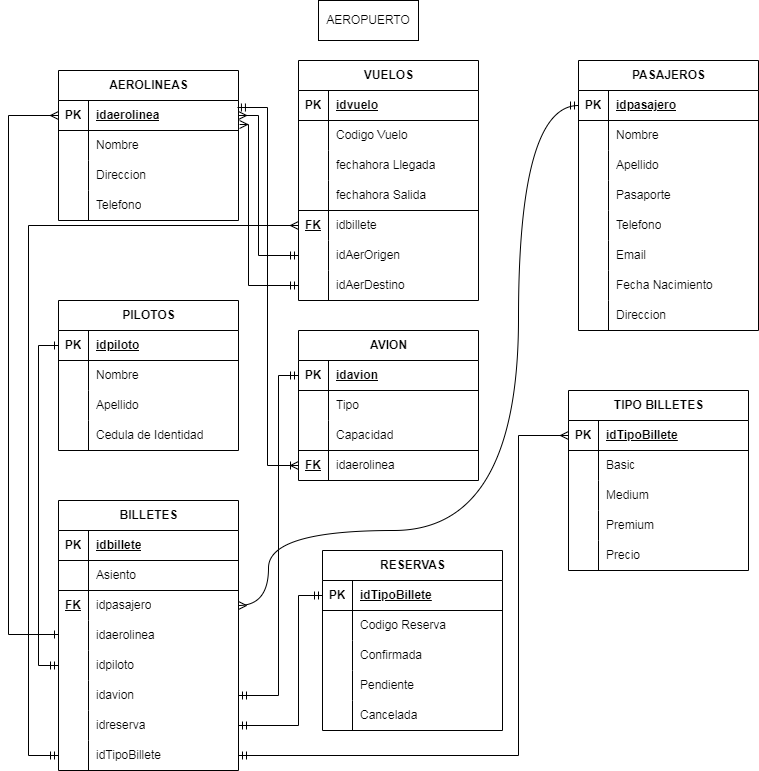 AEROPUERTO
AEROLINEAS
PK idaerolinea
Nombre
Direccion
Telefono
VUELOS
PK idvuelo
Codigo Vuelo
fechahora Llegada
fechahora Salida
FK idbillete
idAerOrigen
idAerDestino
PASAJEROS
PK idpasajero
Nombre
Apellido
Pasaporte
Telefono
Email
Fecha Nacimiento
Direccion
PILOTOS
PK idpiloto
Nombre
Apellido
Cedula de Identidad
AVION
PK idavion
Tipo
Capacidad
FK idaerolinea
TIPO BILLETES
PK idTipoBillete
Basic
Medium
Premium
Precio
BILLETES
PK idbillete
Asiento
FK idpasajero
idaerolinea
idpiloto
idavion
idreserva
idTipoBillete
RESERVAS
PK idTipoBillete
Codigo Reserva
Confirmada
Pendiente
Cancelada